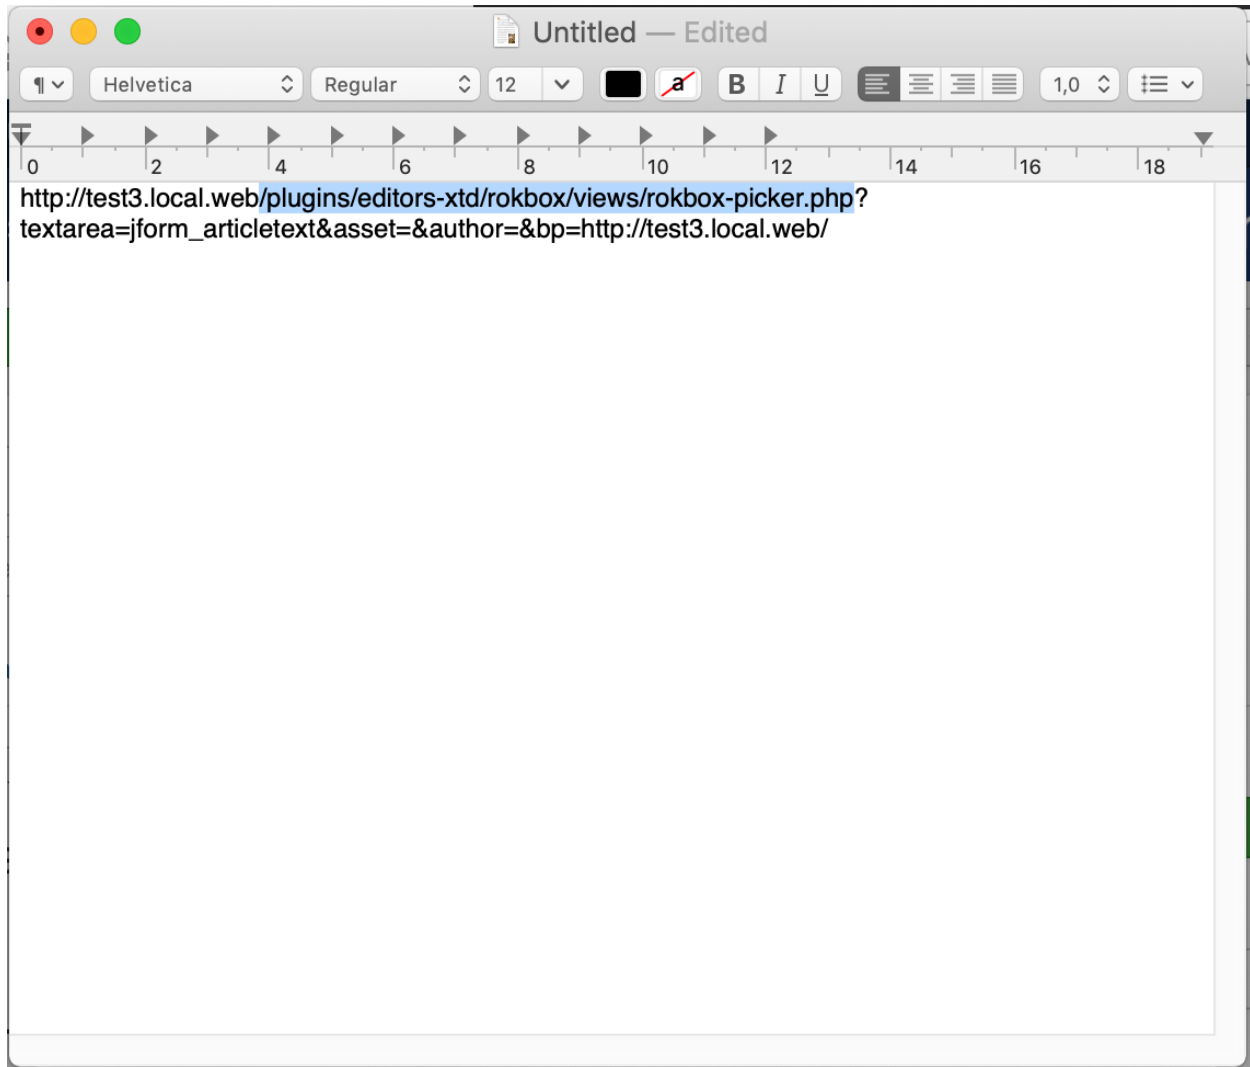 Untitled — Edited
¶ Helvetica Regular 12 a B I U 1,0
0 2 4 6 8 10 12 14 16 18
http://test3.local.web/plugins/editors-xtd/rokbox/views/rokbox-picker.php?
textarea=jform_articletext&asset=&author=&bp=http://test3.local.web/